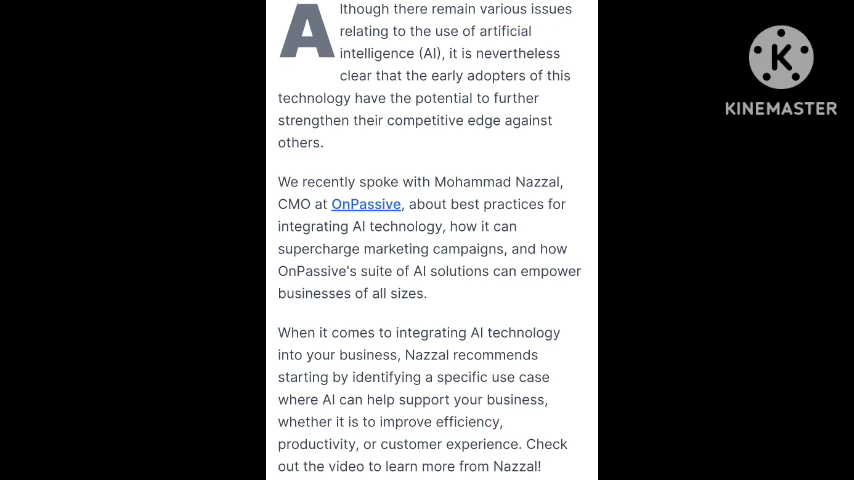 Although there remain various issues
relating to the use of artificial
intelligence (AI), it is nevertheless
clear that the early adopters of this
technology have the potential to further
strengthen their competitive edge against
others.
We recently spoke with Mohammad Nazzal,
CMO at OnPassive, about best practices for
integrating AI technology, how it can
supercharge marketing campaigns, and how
OnPassive's suite of AI solutions can empower
businesses of all sizes.
When it comes to integrating AI technology
into your business, Nazzal recommends
starting by identifying a specific use case
where AI can help support your business,
whether it is to improve efficiency,
productivity, or customer experience. Check
out the video to learn more from Nazzal!
K
KINEMASTER